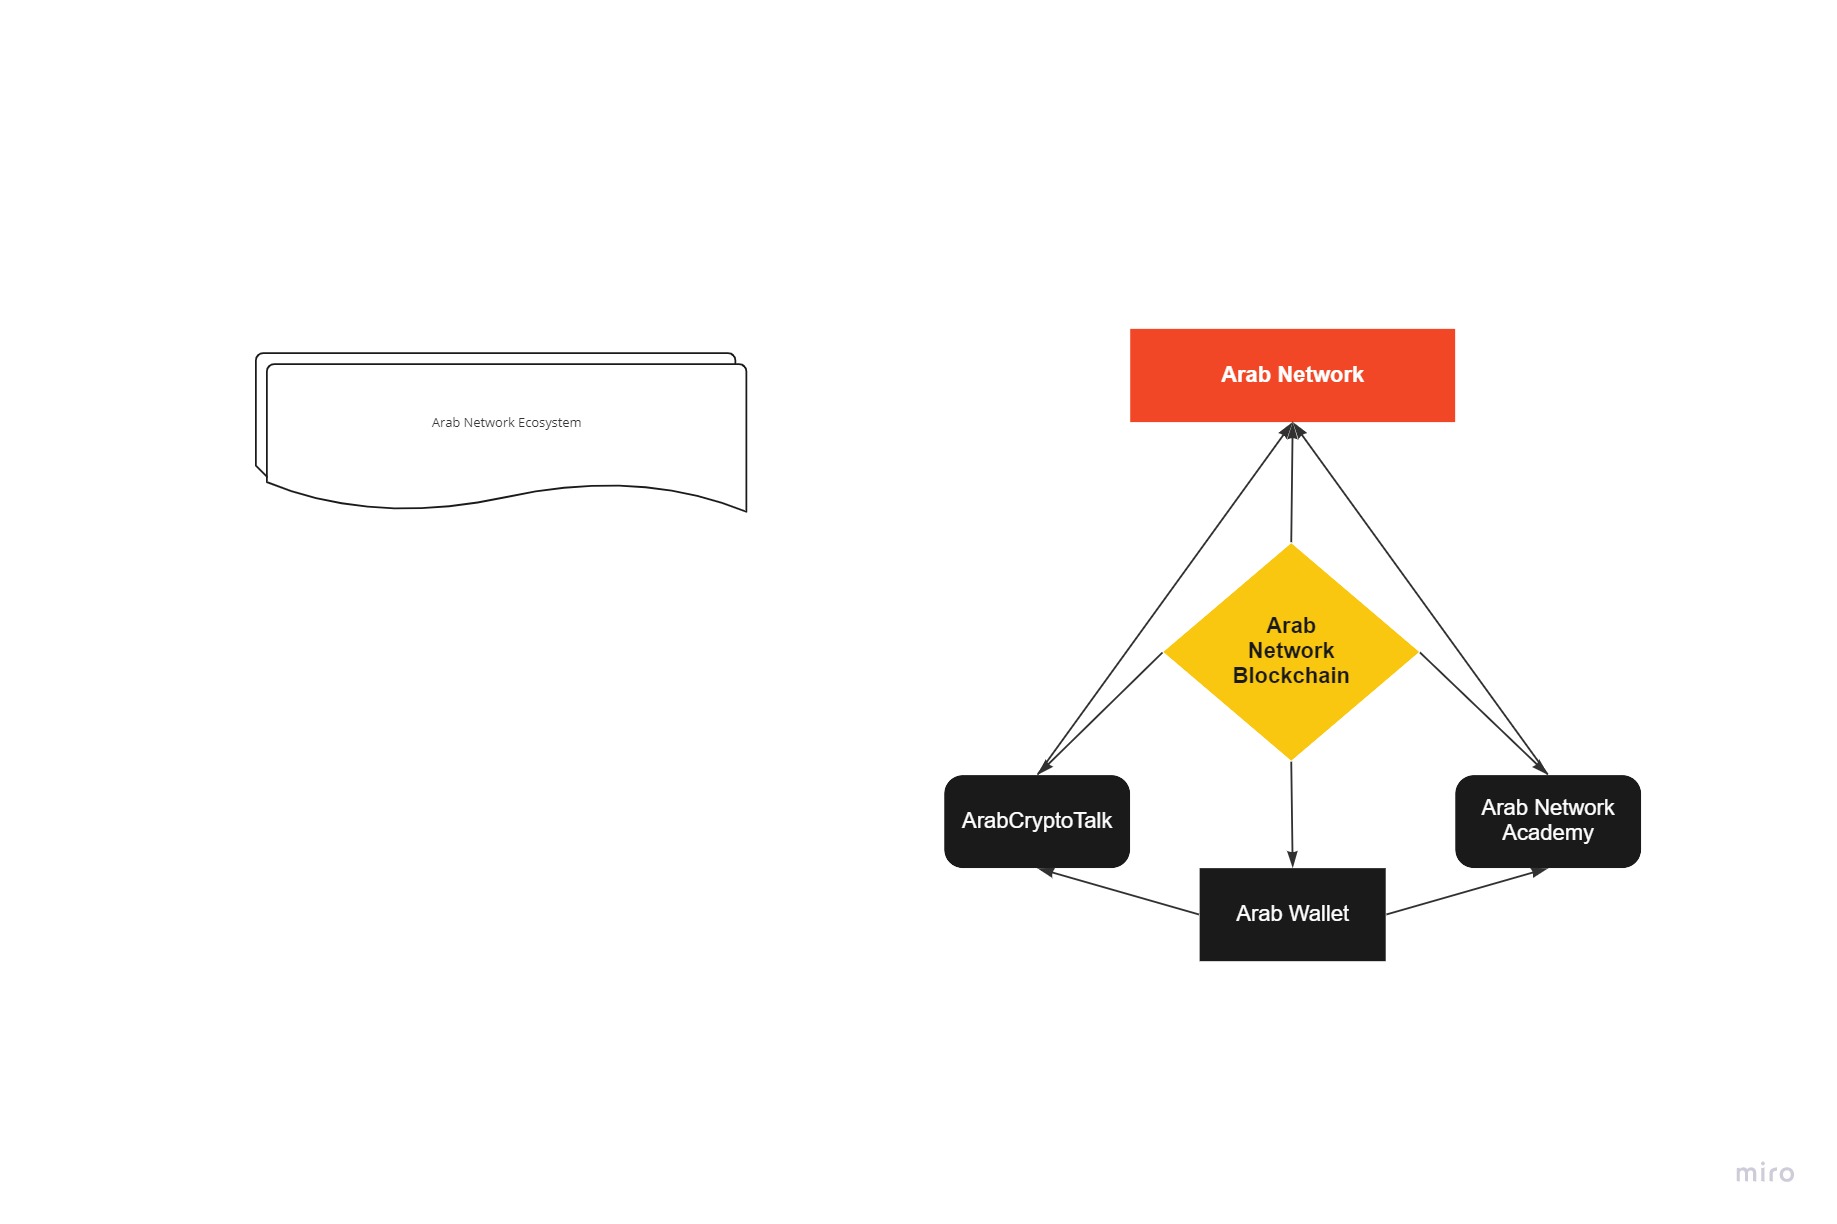 Arab Network Ecosystem
Arab Network
Arab
Network
Blockchain
ArabCryptoTalk
Arab Network
Academy
Arab Wallet
miro